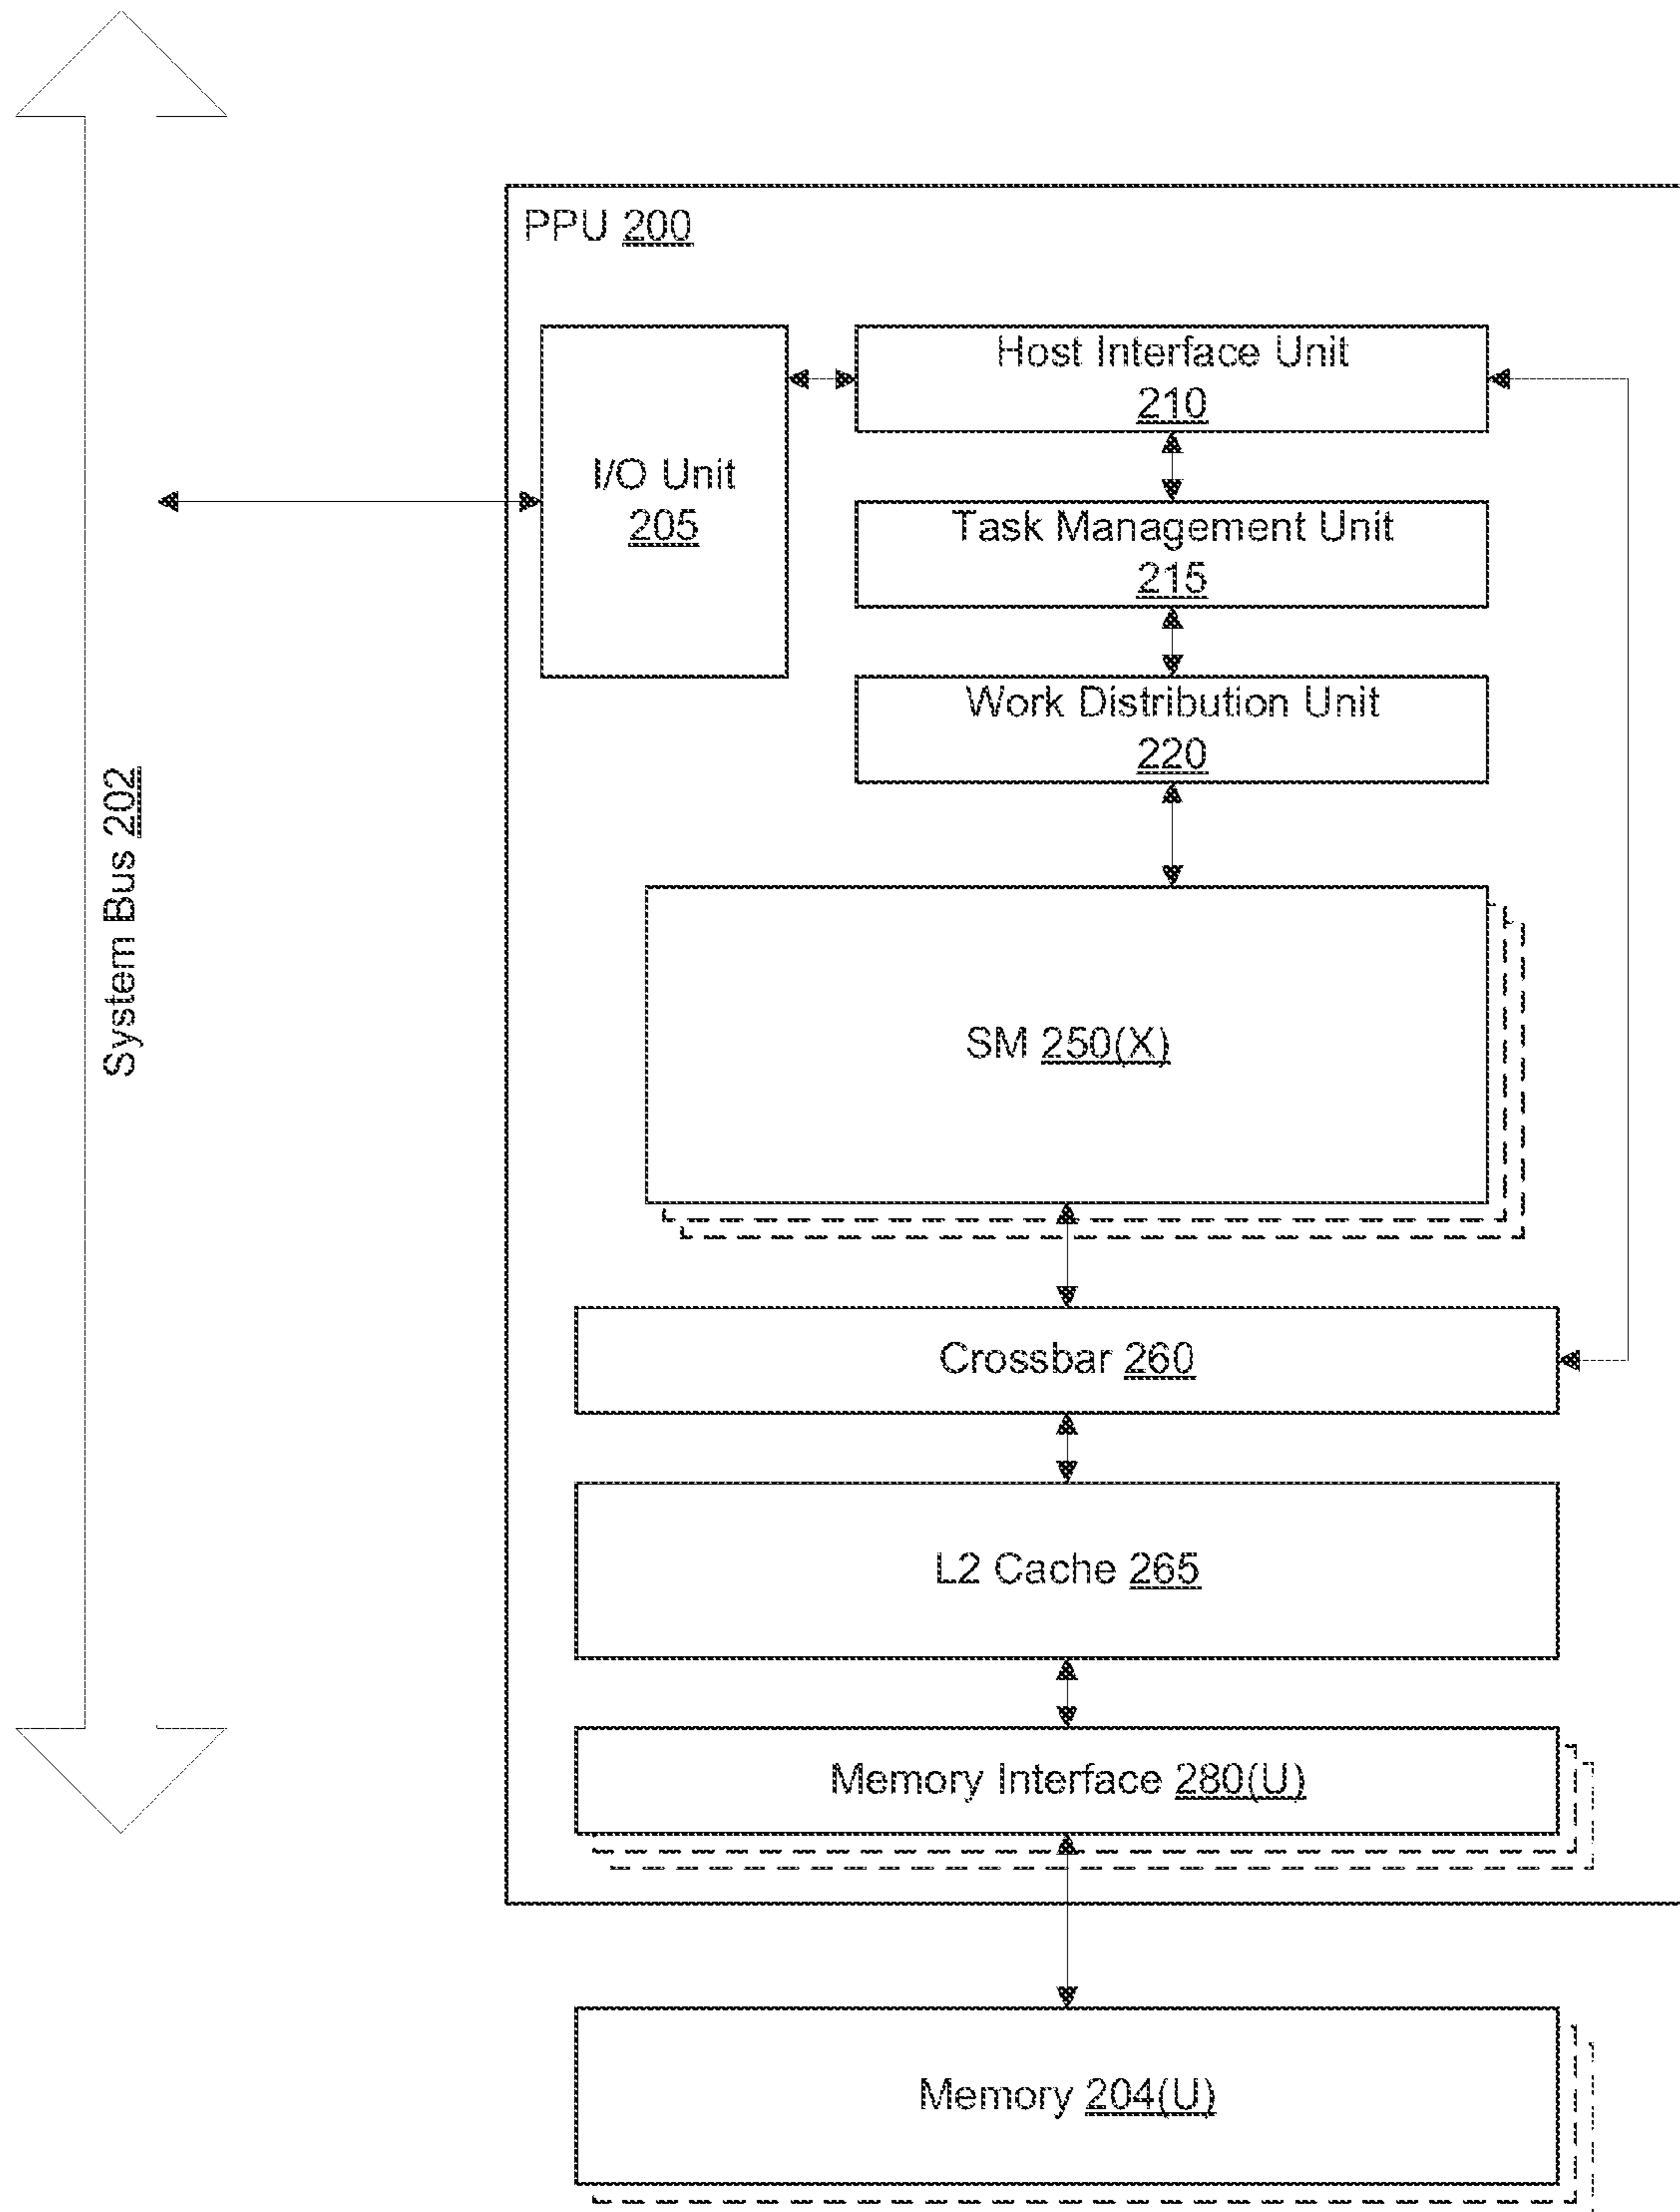 PPU 200
Host Interface Unit
210
I/O Unit
205
Task Management Unit
215
Work Distribution Unit
220
System Bus 202
SM 250(X)
Crossbar 260
L2 Cache 265
Memory Interface 280(U)
Memory 204(U)